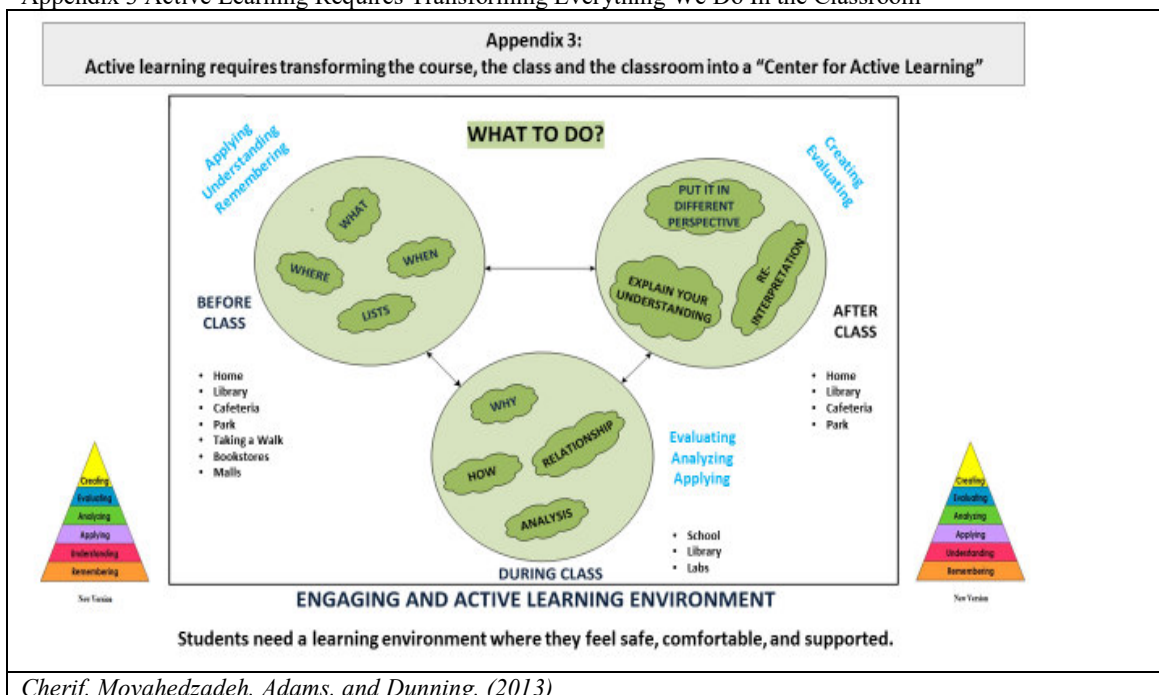 Appendix 3 Active Learning Requires Transforming Everything We Do in the Classroom
Appendix 3:
Active learning requires transforming the course, the class and the classroom into a “Center for Active Learning”
WHAT TO DO?
Applying
Understanding
Remembering
WHAT
WHERE
WHEN
LISTS
BEFORE
CLASS
• Home
• Library
• Cafeteria
• Park
• Taking a Walk
• Bookstores
• Malls
Creating
Evaluating
PUT IT IN
DIFFERENT
PERSPECTIVE
EXPLAIN YOUR
UNDERSTANDING
RE-
INTERPRETATION
AFTER
CLASS
• Home
• Library
• Cafeteria
• Park
WHY
RELATIONSHIP
HOW
ANALYSIS
DURING CLASS
Evaluating
Analyzing
Applying
• School
• Library
• Labs
Creating
Evaluating
Analyzing
Applying
Understanding
Remembering
New Version
Creating
Evaluating
Analyzing
Applying
Understanding
Remembering
New Version
ENGAGING AND ACTIVE LEARNING ENVIRONMENT
Students need a learning environment where they feel safe, comfortable, and supported.
Cherif, Movahedzadeh, Adams, and Dunning, (2013)